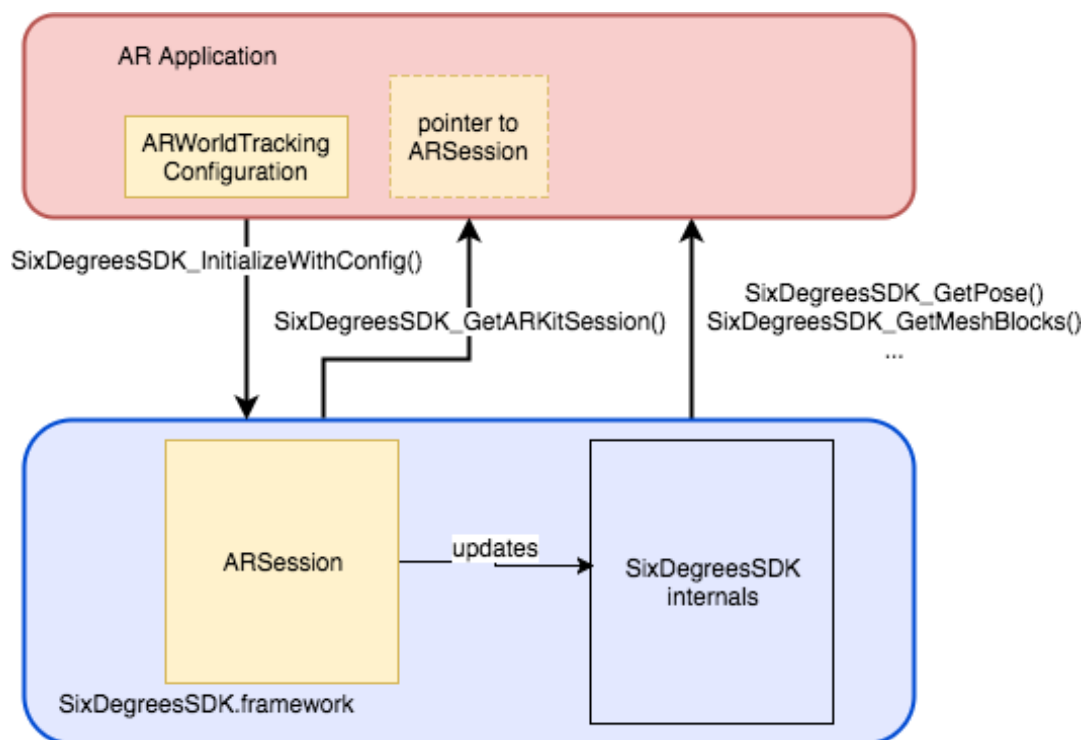 AR Application
ARWorldTracking
Configuration
pointer to
ARSession
SixDegreesSDK_InitializeWithConfig()
SixDegreesSDK_GetARKitSession()
SixDegreesSDK_GetPose()
SixDegreesSDK_GetMeshBlocks()
...
ARSession
updates
SixDegreesSDK
internals
SixDegreesSDK.framework